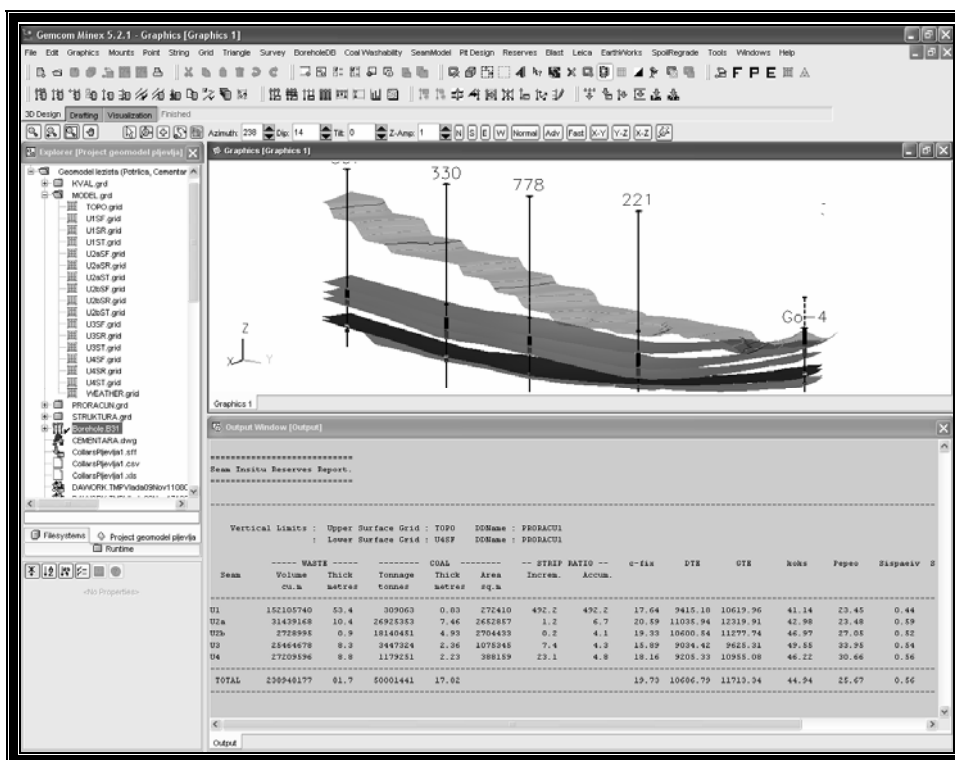 Gemcom Minex 5.2.1 - Graphics [Graphics 1]
File Edit Graphics Mounts Point String Grid Triangle Survey BoreholeDB Coal Washability SeamModel Pit Design Reserves Blast Leica EarthWorks SpoilRegrade Tools Windows Help
F P E
3D Design Drafting Visualization Finished
Azimuth: 238 Dip: 14 Tilt: 0 Z-Amp: 1 N S E W Normal Adv Fast X-Y Y-Z X-Z
Explorer [Project geomodel pljevlja]
Graphics [Graphics 1]
Geomodel lezista (Potrlica, Cementar
KVAL.grd
MODEL.grd
TOPO.grid
U1SF.grid
U1SR.grid
U1ST.grid
U2aSF.grid
U2aSR.grid
U2aST.grid
U2bSF.grid
U2bSR.grid
U2bST.grid
U3SF.grid
U3SR.grid
U3ST.grid
U4SF.grid
U4SR.grid
U4ST.grid
WEATHER.grid
PRORACUN.grd
STRUKTURA.grd
Borehole.B31
CEMENTARA.dwg
CollarsPljevlja1.sff
CollarsPljevlja1.csv
CollarsPljevlja1.xls
DAWORK.TMPVlada09Nov11080
Filesystems Project geomodel pljevlja
Runtime
<No Properties>
330
778
221
Go-4
Z
X Y
Graphics 1
Output Window [Output]
============================
Seam Insitu Reserves Report.
============================
Vertical Limits : Upper Surface Grid : TOPO DDName : PRORACU1
: Lower Surface Grid : U4SF DDName : PRORACU1
----- WASTE ----- COAL -------- -- STRIP RATIO -- c-fix DTE GTE koks Pepeo Sispaeiv S
Seam Volume Thick Tonnage Thick Area Increm. Accum.
cu.m metres tonnes metres sq.m
U1 152105740 53.4 309063 0.83 272410 492.2 492.2 17.64 9415.18 10619.96 41.14 23.45 0.44
U2a 31439168 10.4 26925353 7.46 2652857 1.2 6.7 20.59 11035.94 12319.91 42.98 23.48 0.59
U2b 2728995 0.9 18140451 4.93 2704433 0.2 4.1 19.33 10600.54 11277.74 46.97 27.05 0.52
U3 25464678 8.3 3447324 2.36 1075345 7.4 4.3 15.89 9034.42 9625.31 49.55 33.95 0.54
U4 27209596 8.8 1179251 2.23 388159 23.1 4.8 18.16 9205.33 10955.08 46.22 30.66 0.56
TOTAL 238948177 81.7 50001441 17.82 19.73 10606.79 11713.34 44.94 25.67 0.56
Output